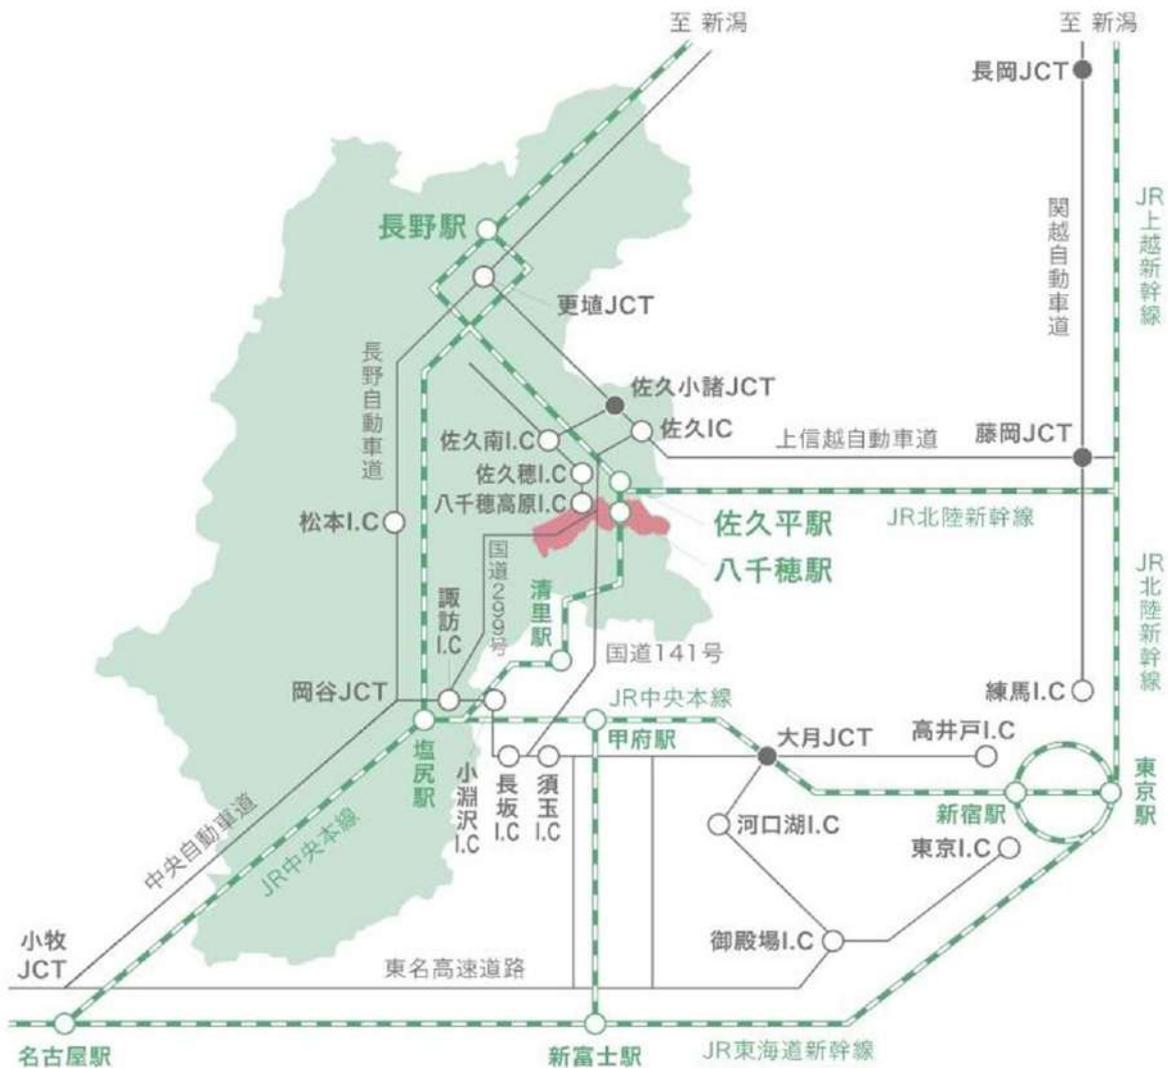 至 新潟
至 新潟
長岡JCT
JR上越新幹線
関越自動車道
長野駅
更埴JCT
長野自動車道
佐久小諸JCT
佐久IC
佐久南I.C
上信越自動車道
藤岡JCT
佐久穂I.C
八千穂高原I.C
松本I.C
佐久平駅
JR北陸新幹線
八千穂駅
国道299号
清里駅
JR北陸新幹線
諏訪I.C
国道141号
岡谷JCT
JR中央本線
練馬I.C
甲府駅
大月JCT
高井戸I.C
塩尻駅
小淵沢I.C
長坂I.C
須玉I.C
東京駅
新宿駅
河口湖I.C
東京I.C
中央自動車道
JR中央本線
御殿場I.C
小牧
JCT
東名高速道路
名古屋駅
新富士駅
JR東海道新幹線